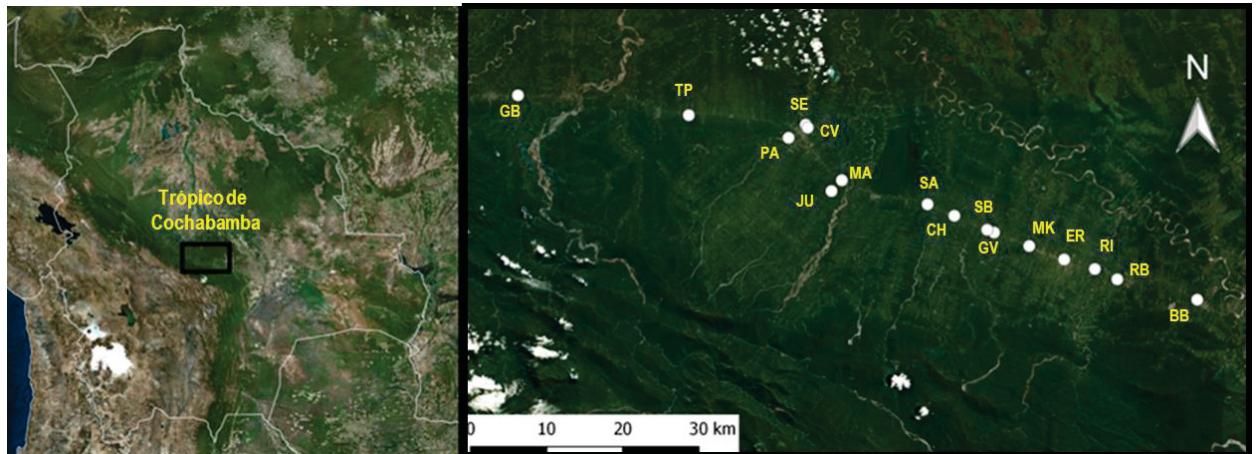 Trópico de
Cochabamba
N
GB
TP
SE
CV
PA
MA
JU
SA
CH
SB
GV
MK
ER
RI
RB
BB
0 10 20 30 km